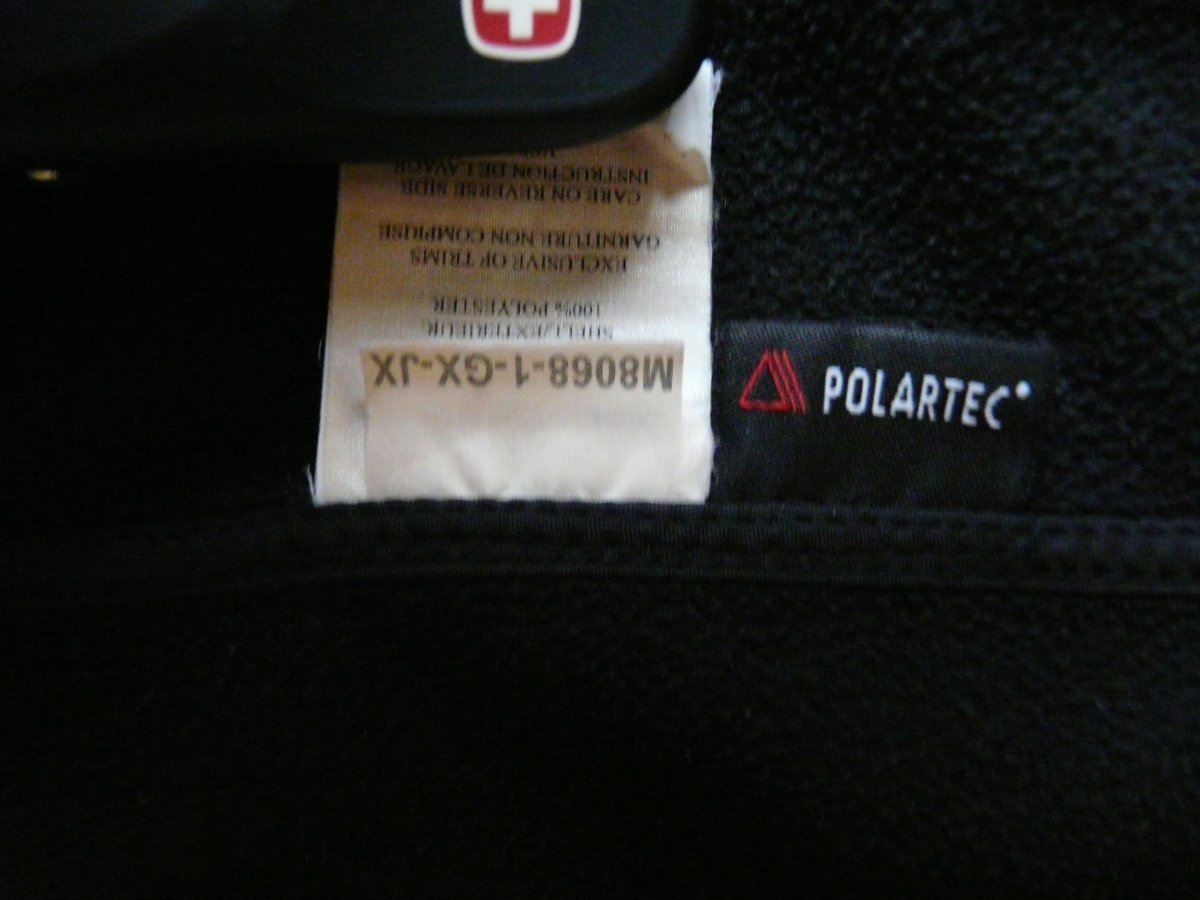 M8068-1-GX-JX
SHELL/EXTERIEUR:
100% POLYESTER
EXCLUSIVE OF TRIMS
GARNITURE NON COMPRISE
CARE ON REVERSE SIDE
INSTRUCTION DE LAVAGE
POLARTEC